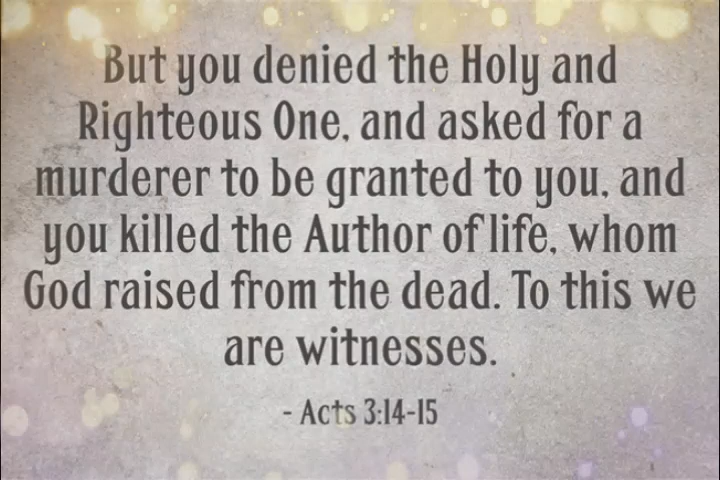 But you denied the Holy and
Righteous One, and asked for a
murderer to be granted to you, and
you killed the Author of life, whom
God raised from the dead. To this we
are witnesses.
- Acts 3:14-15